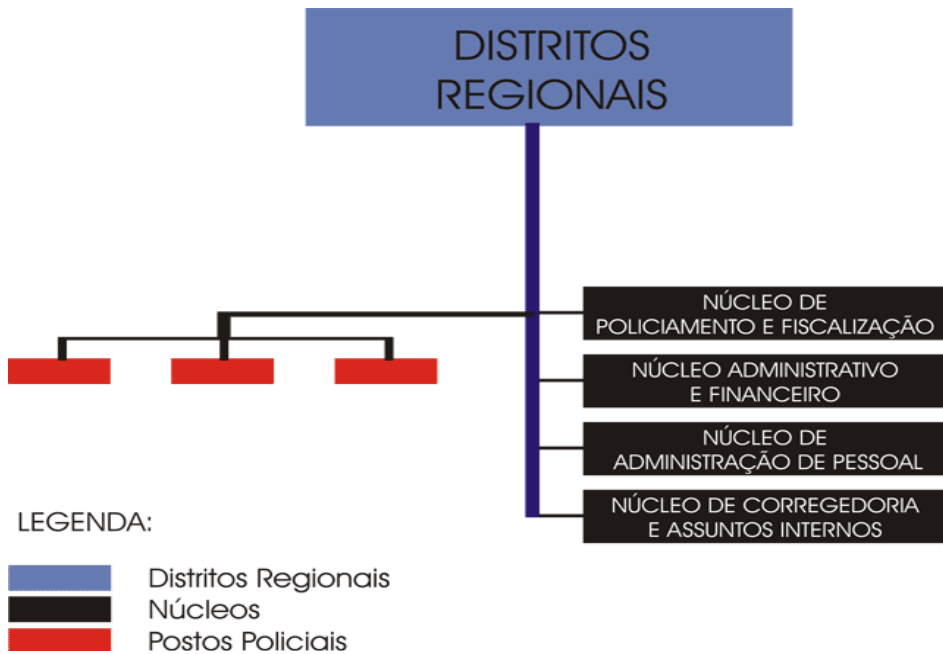 DISTRITOS
REGIONAIS
NÚCLEO DE
POLICIAMENTO E FISCALIZAÇÃO
NÚCLEO ADMINISTRATIVO
E FINANCEIRO
NÚCLEO DE
ADMINISTRAÇÃO DE PESSOAL
NÚCLEO DE CORREGEDORIA
E ASSUNTOS INTERNOS
LEGENDA:
Distritos Regionais
Núcleos
Postos Policiais